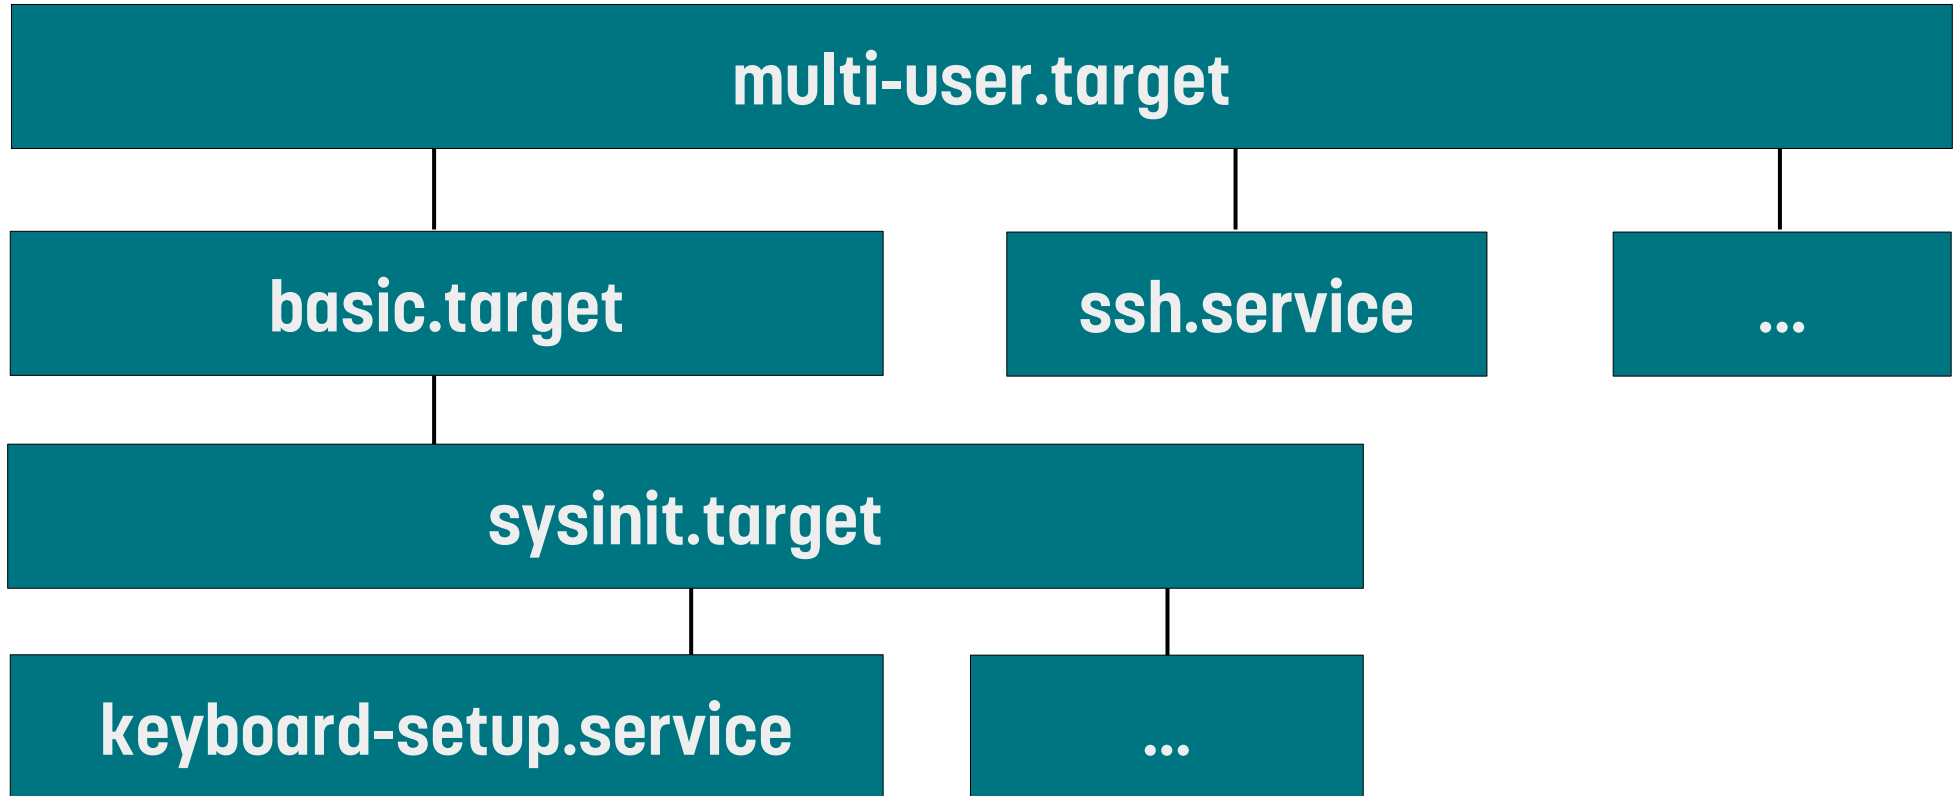 multi-user.target
basic.target
ssh.service
...
sysinit.target
keyboard-setup.service
...